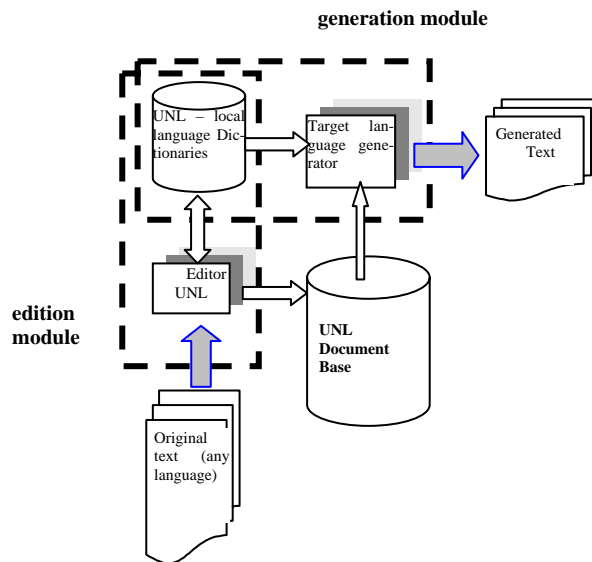 generation module
UNL – local
language Dic-
tionaries
Target lan-
guage gene-
rator
Generated
Text
Editor
UNL
edition
module
UNL
Document
Base
Original
text (any
language)